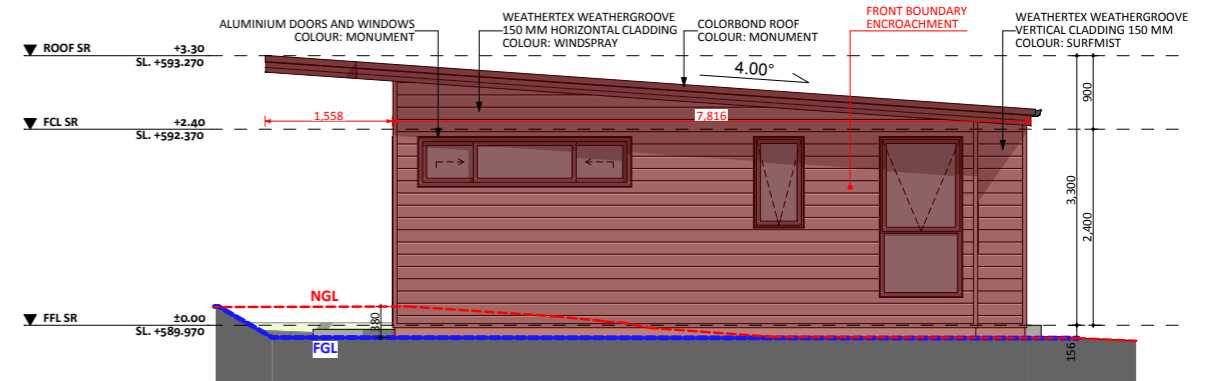 ALUMINIUM DOORS AND WINDOWS
COLOUR: MONUMENT
WEATHERTEX WEATHERGROOVE
150 MM HORIZONTAL CLADDING
COLOUR: WINDSPRAY
COLORBOND ROOF
COLOUR: MONUMENT
FRONT BOUNDARY
ENCROACHMENT
WEATHERTEX WEATHERGROOVE
VERTICAL CLADDING 150 MM
COLOUR: SURFMIST
ROOF SR +3.30
SL. +593.270
4.00°
900
1,558
7,816
FCL SR +2.40
SL. +592.370
3,300
2,400
NGL
380
FFL SR ±0.00
SL. +589.970
FGL
156